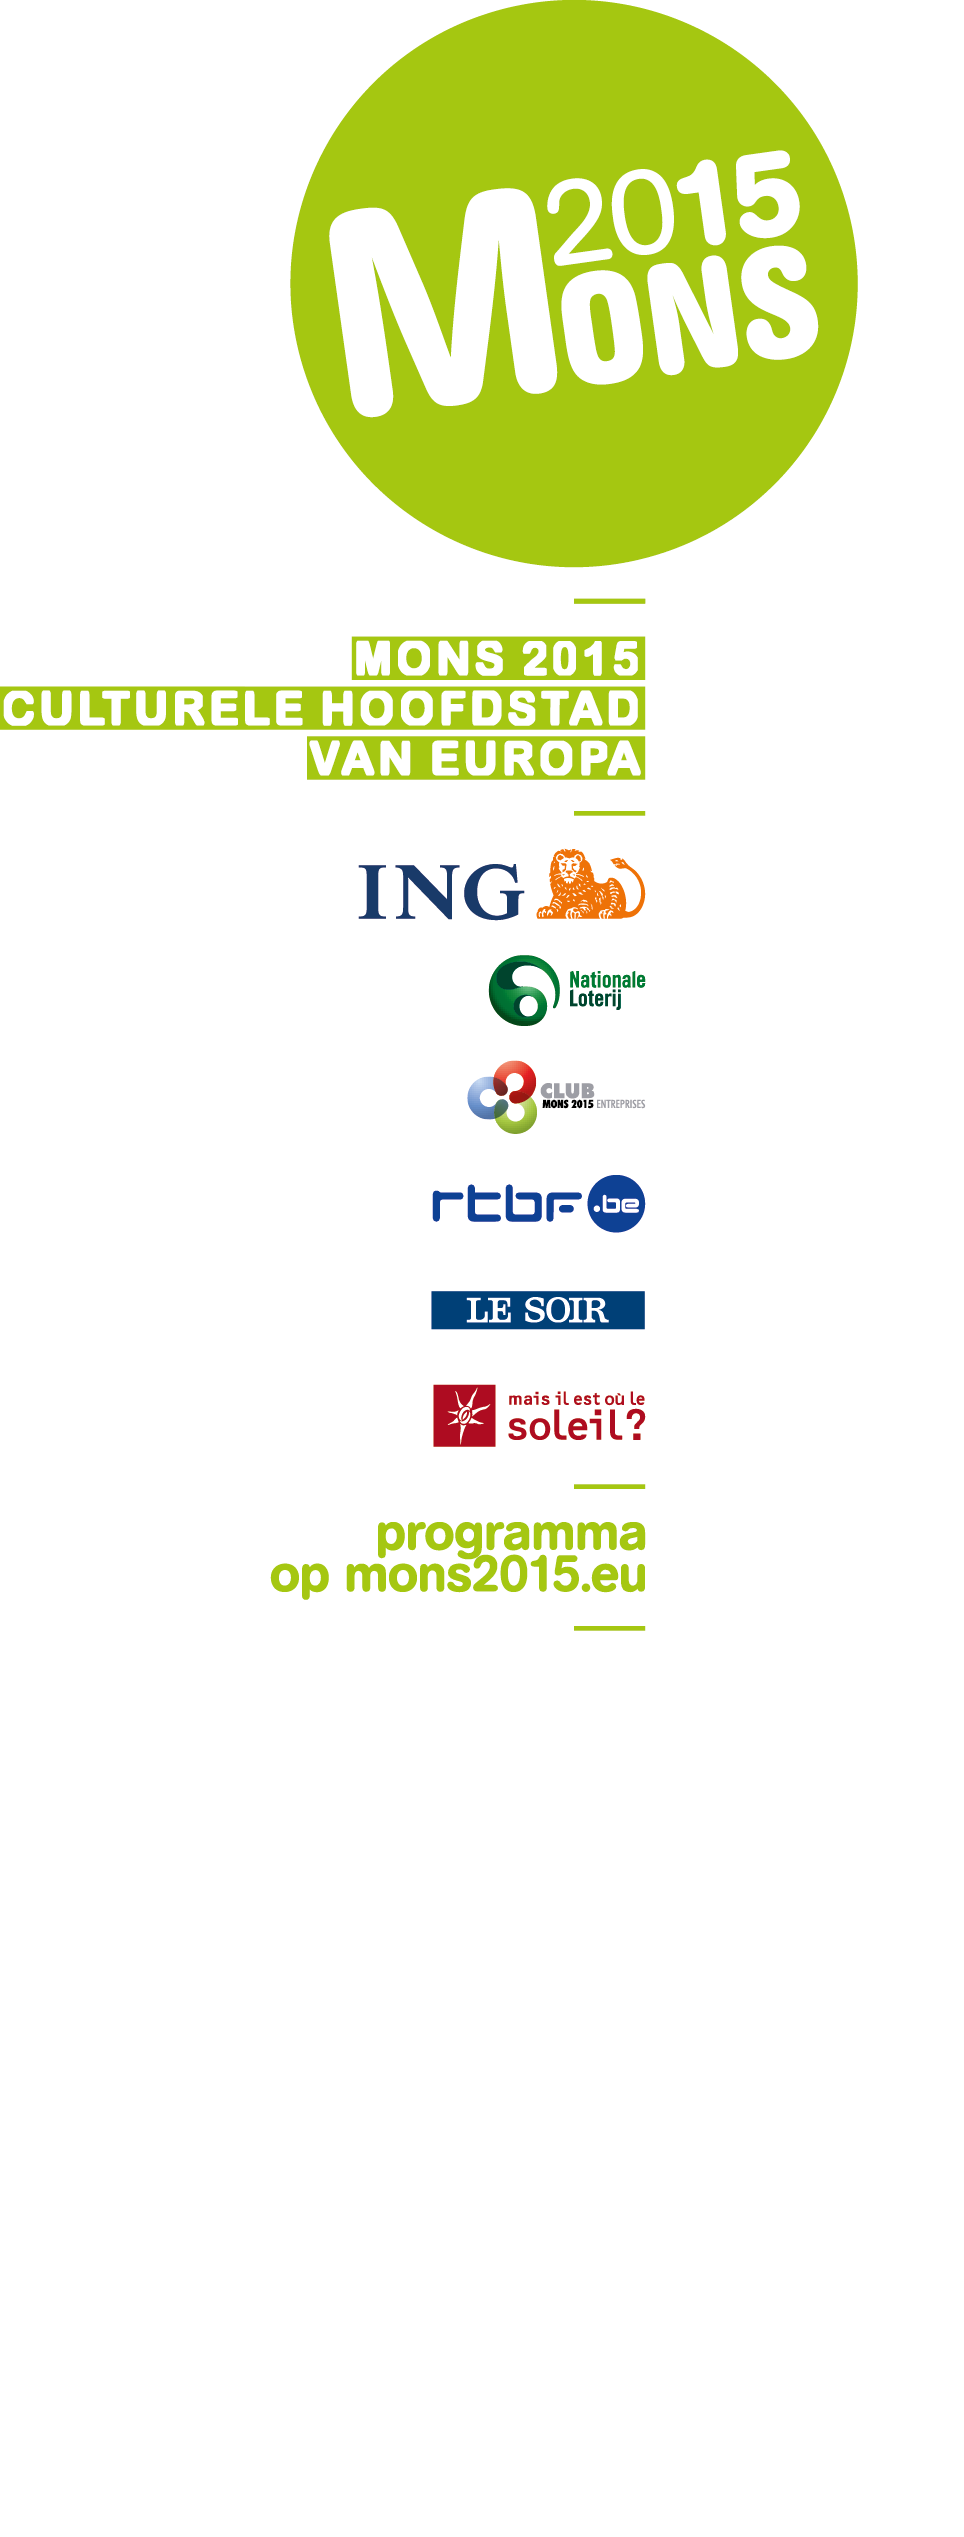 2015
MONS
MONS 2015
CULTURELE HOOFDSTAD
VAN EUROPA
ING
Nationale
Loterij
CLUB
MONS 2015 ENTREPRISES
rtbf.be
LE SOIR
mais il est où le
soleil?
programma
op mons2015.eu